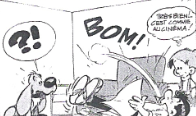 ?!
BOM!
TRÈS BIEN...
C'EST COMME
AU CINÉMA.